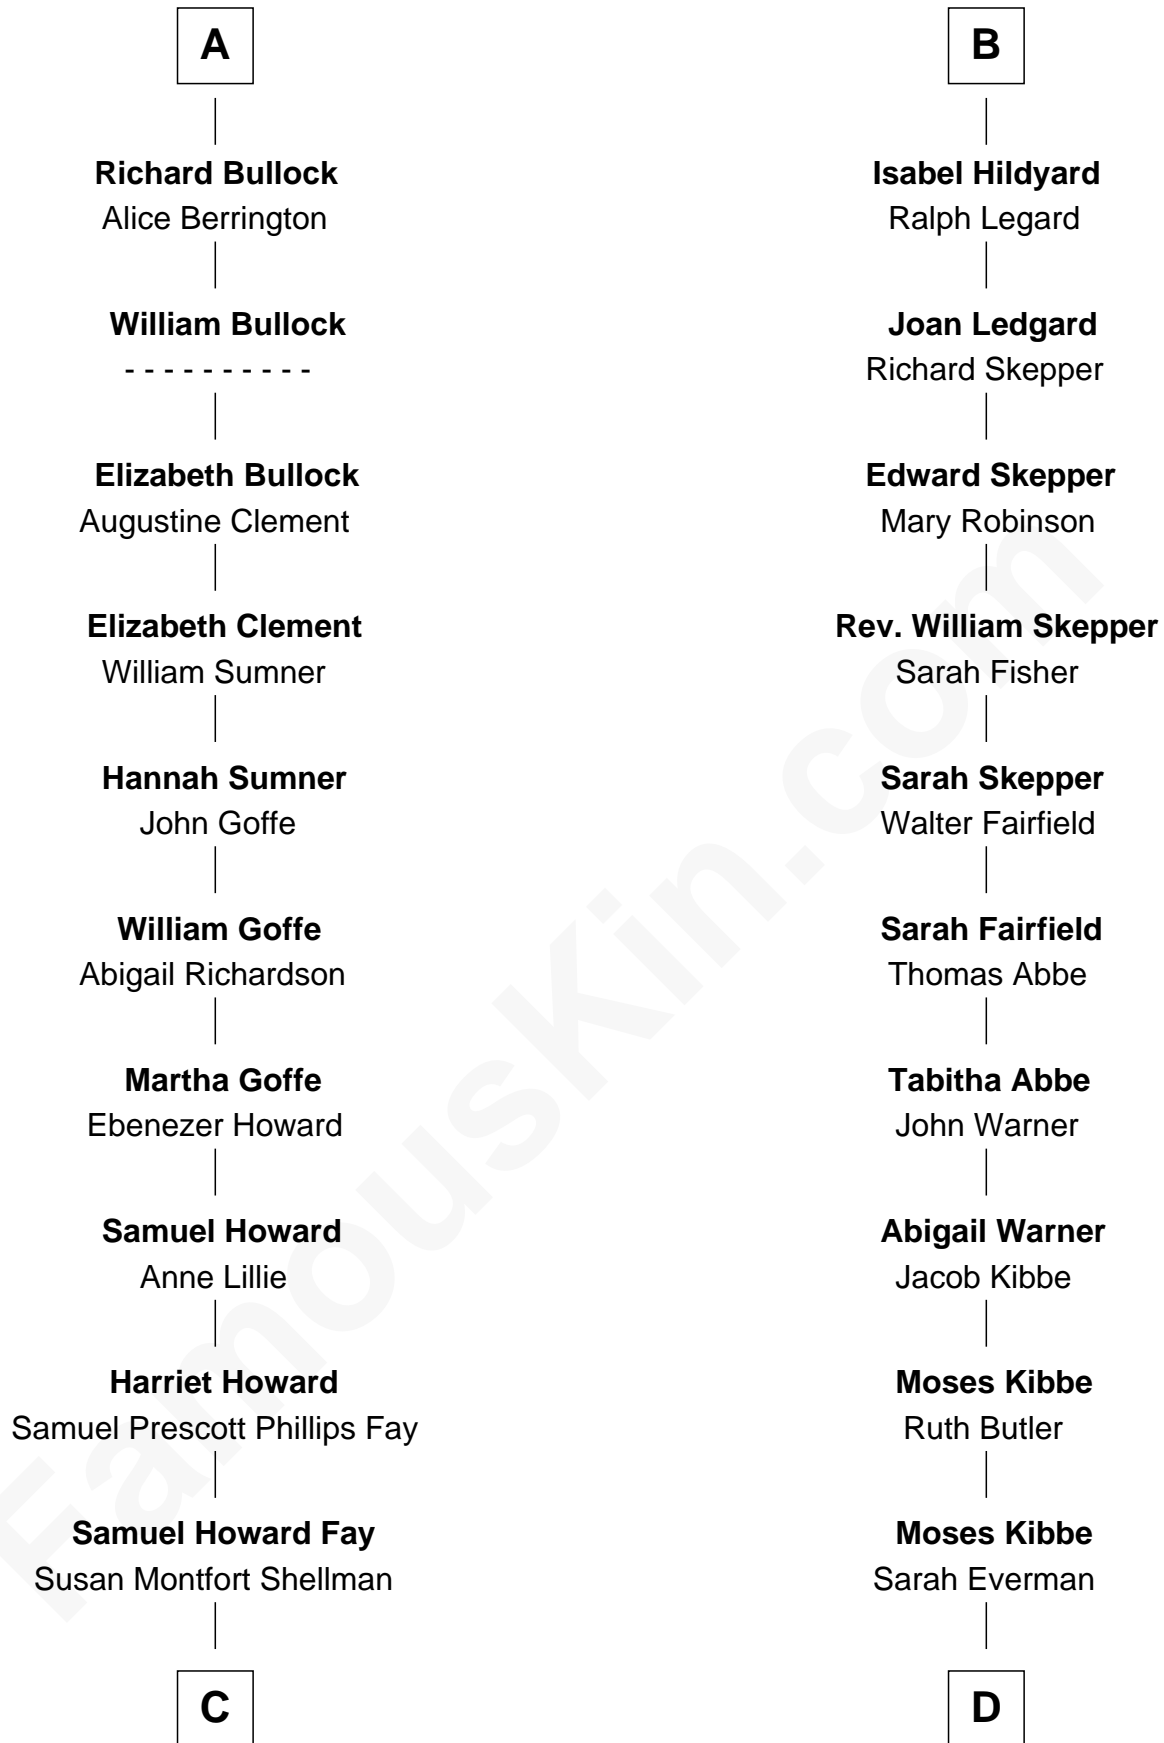 A
Richard Bullock
Alice Berrington
William Bullock
- - - - - - - - - -
Elizabeth Bullock
Augustine Clement
Elizabeth Clement
William Sumner
Hannah Sumner
John Goffe
William Goffe
Abigail Richardson
Martha Goffe
Ebenezer Howard
Samuel Howard
Anne Lillie
Harriet Howard
Samuel Prescott Phillips Fay
Samuel Howard Fay
Susan Montfort Shellman
C
B
Isabel Hildyard
Ralph Legard
Joan Ledgard
Richard Skepper
Edward Skepper
Mary Robinson
Rev. William Skepper
Sarah Fisher
Sarah Skepper
Walter Fairfield
Sarah Fairfield
Thomas Abbe
Tabitha Abbe
John Warner
Abigail Warner
Jacob Kibbe
Moses Kibbe
Ruth Butler
Moses Kibbe
Sarah Everman
D
FamousKin.com